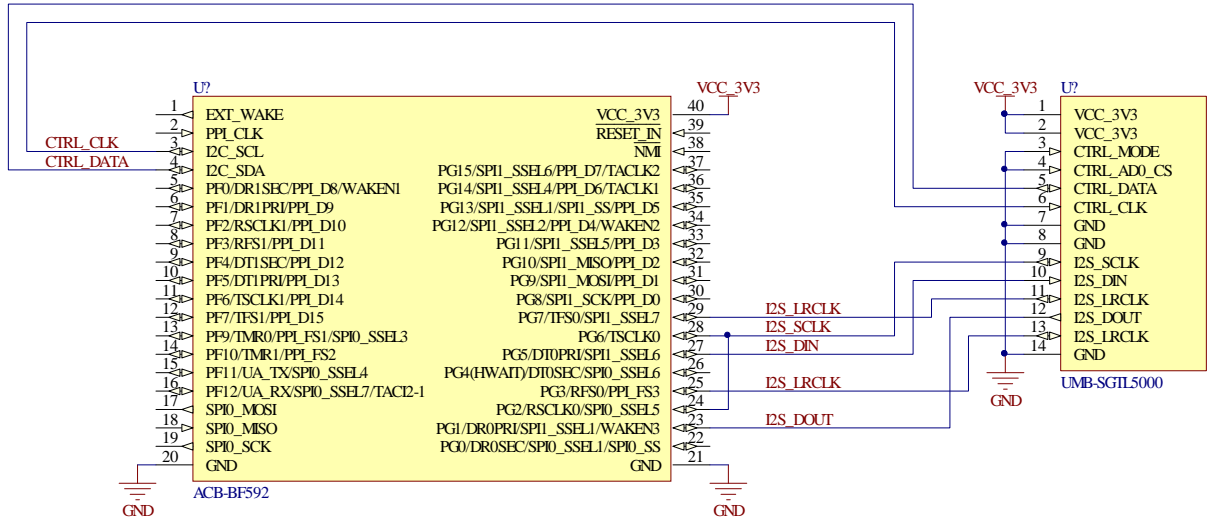 U?
VCC_3V3
VCC_3V3
U?
CTRL_CLK
CTRL_DATA
1 EXT_WAKE
2 PPI_CLK
3 I2C_SCL
4 I2C_SDA
5 PF0/DR1SEC/PPI_D8/WAKEN1
6 PF1/DR1PRI/PPI_D9
7 PF2/RSCLK1/PPI_D10
8 PF3/RFS1/PPI_D11
9 PF4/DT1SEC/PPI_D12
10 PF5/DT1PRI/PPI_D13
11 PF6/TSCLK1/PPI_D14
12 PF7/TFS1/PPI_D15
13 PF9/TMR0/PPI_FS1/SPI0_SSEL3
14 PF10/TMR1/PPI_FS2
15 PF11/UA_TX/SPI0_SSEL4
16 PF12/UA_RX/SPI0_SSEL7/TACI2-1
17 SPI0_MOSI
18 SPI0_MISO
19 SPI0_SCK
20 GND
VCC_3V3 40
RESET_IN 39
NMI 38
PG15/SPI1_SSEL6/PPI_D7/TACLK2 37
PG14/SPI1_SSEL4/PPI_D6/TACLK1 36
PG13/SPI1_SSEL1/SPI1_SS/PPI_D5 35
PG12/SPI1_SSEL2/PPI_D4/WAKEN2 34
PG11/SPI1_SSEL5/PPI_D3 33
PG10/SPI1_MISO/PPI_D2 32
PG9/SPI1_MOSI/PPI_D1 31
PG8/SPI1_SCK/PPI_D0 30
PG7/TFS0/SPI1_SSEL7 29
PG6/TSCLK0 28
PG5/DT0PRI/SPI1_SSEL6 27
PG4(HWAIT)/DT0SEC/SPI0_SSEL6 26
PG3/RFS0/PPI_FS3 25
PG2/RSCLK0/SPI0_SSEL5 24
PG1/DR0PRI/SPI1_SSEL1/WAKEN3 23
PG0/DR0SEC/SPI0_SSEL1/SPI0_SS 22
GND 21
I2S_LRCLK
I2S_SCLK
I2S_DIN
I2S_LRCLK
I2S_DOUT
1 VCC_3V3
2 VCC_3V3
3 CTRL_MODE
4 CTRL_AD0_CS
5 CTRL_DATA
6 CTRL_CLK
7 GND
8 GND
9 I2S_SCLK
10 I2S_DIN
11 I2S_LRCLK
12 I2S_DOUT
13 I2S_LRCLK
14 GND
UMB-SGTL5000
GND
ACB-BF592
GND
GND